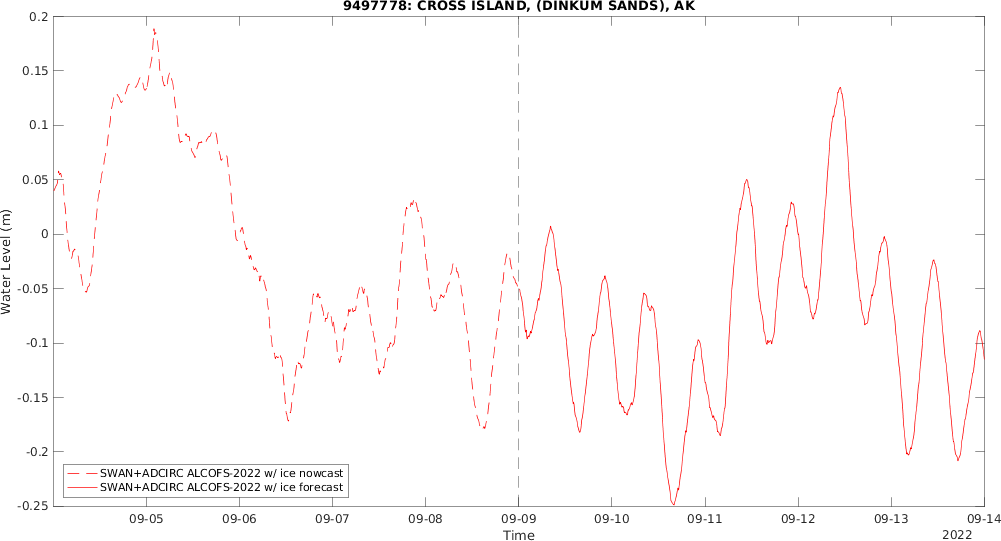 9497778: CROSS ISLAND, (DINKUM SANDS), AK
0.2
0.15
0.1
0.05
0
-0.05
-0.1
-0.15
-0.2
-0.25
Water Level (m)
SWAN+ADCIRC ALCOFS-2022 w/ ice nowcast
SWAN+ADCIRC ALCOFS-2022 w/ ice forecast
09-05 09-06 09-07 09-08 09-09 09-10 09-11 09-12 09-13 09-14
Time
2022